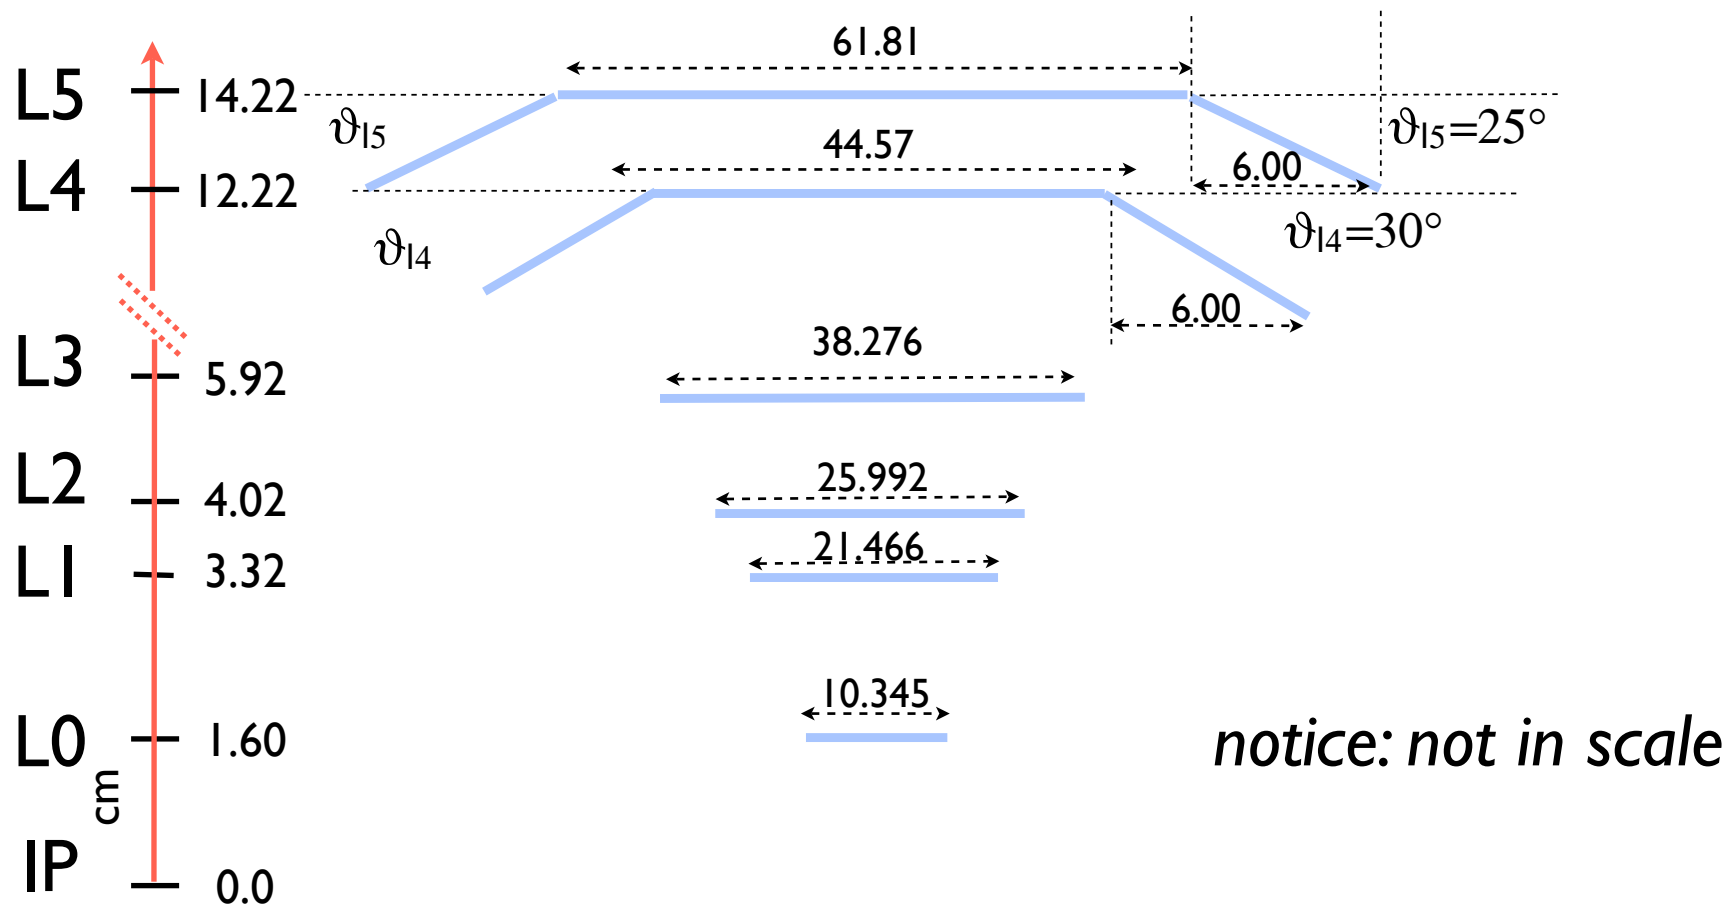 61.81
L5 14.22
ϑl5 ϑl5=25°
44.57
6.00
L4 12.22
ϑl4 ϑl4=30°
6.00
38.276
L3 5.92
25.992
L2 4.02
21.466
L1 3.32
10.345
L0 1.60 notice: not in scale
cm
IP 0.0